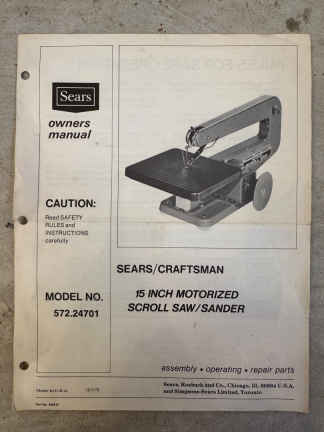 Sears
owners
manual
CAUTION:
Read SAFETY
RULES and
INSTRUCTIONS
carefully
SEARS/CRAFTSMAN
MODEL NO.
572.24701
15 INCH MOTORIZED
SCROLL SAW/SANDER
assembly • operating • repair parts
Sears, Roebuck and Co., Chicago, Ill. 60684 U.S.A.
and Simpson-Sears Limited, Toronto